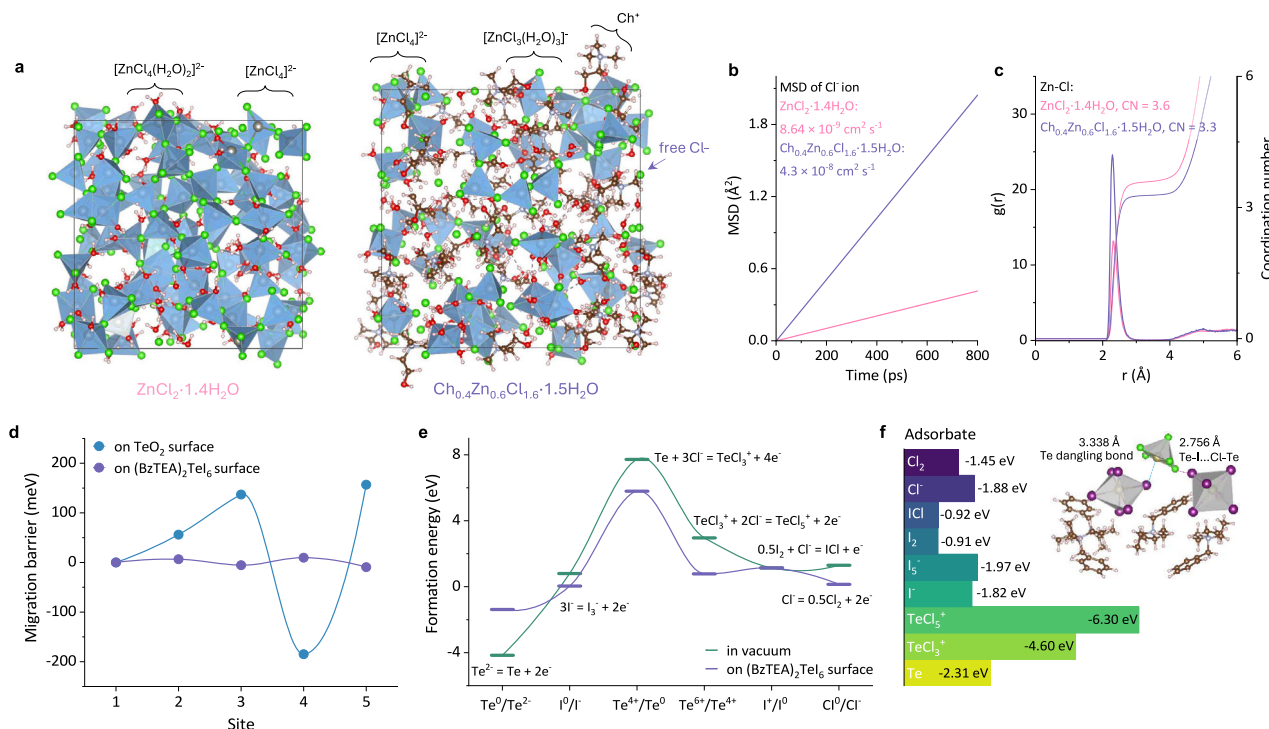 a
[ZnCl₄(H₂O)₂]²⁻
[ZnCl₄]²⁻
ZnCl₂·1.4H₂O
[ZnCl₄]²⁻
[ZnCl₃(H₂O)₃]⁻
Ch⁺
free Cl-
Ch₀.₄Zn₀.₆Cl₁.₆·1.5H₂O
b
MSD of Cl⁻ ion
ZnCl₂·1.4H₂O:
8.64 × 10⁻⁹ cm² s⁻¹
Ch₀.₄Zn₀.₆Cl₁.₆·1.5H₂O:
4.3 × 10⁻⁸ cm² s⁻¹
MSD (Å²)
1.8
1.2
0.6
0.0
0 200 400 600 800
Time (ps)
c
Zn-Cl:
ZnCl₂·1.4H₂O, CN = 3.6
Ch₀.₄Zn₀.₆Cl₁.₆·1.5H₂O, CN = 3.3
g(r)
30
20
10
0
0 2 4 6
r (Å)
6
3
0
Coordination number
d
on TeO₂ surface
on (BzTEA)₂TeI₆ surface
Migration barrier (meV)
200
100
0
-100
-200
1 2 3 4 5
Site
e
Te + 3Cl⁻ = TeCl₃⁺ + 4e⁻
TeCl₃⁺ + 2Cl⁻ = TeCl₅⁺ + 2e⁻
0.5I₂ + Cl⁻ = ICl + e⁻
3I⁻ = I₃⁻ + 2e⁻
Cl⁻ = 0.5Cl₂ + 2e⁻
Te²⁻ = Te + 2e⁻
in vacuum
on (BzTEA)₂TeI₆ surface
Formation energy (eV)
8
4
0
-4
Te⁰/Te²⁻ I⁰/I⁻ Te⁴⁺/Te⁰ Te⁶⁺/Te⁴⁺ I⁺/I⁰ Cl⁰/Cl⁻
f
Adsorbate
Cl₂ -1.45 eV
Cl⁻ -1.88 eV
ICl -0.92 eV
I₂ -0.91 eV
I₅⁻ -1.97 eV
I⁻ -1.82 eV
TeCl₅⁺ -6.30 eV
TeCl₃⁺ -4.60 eV
Te -2.31 eV
3.338 Å
Te dangling bond
2.756 Å
Te-I...Cl-Te